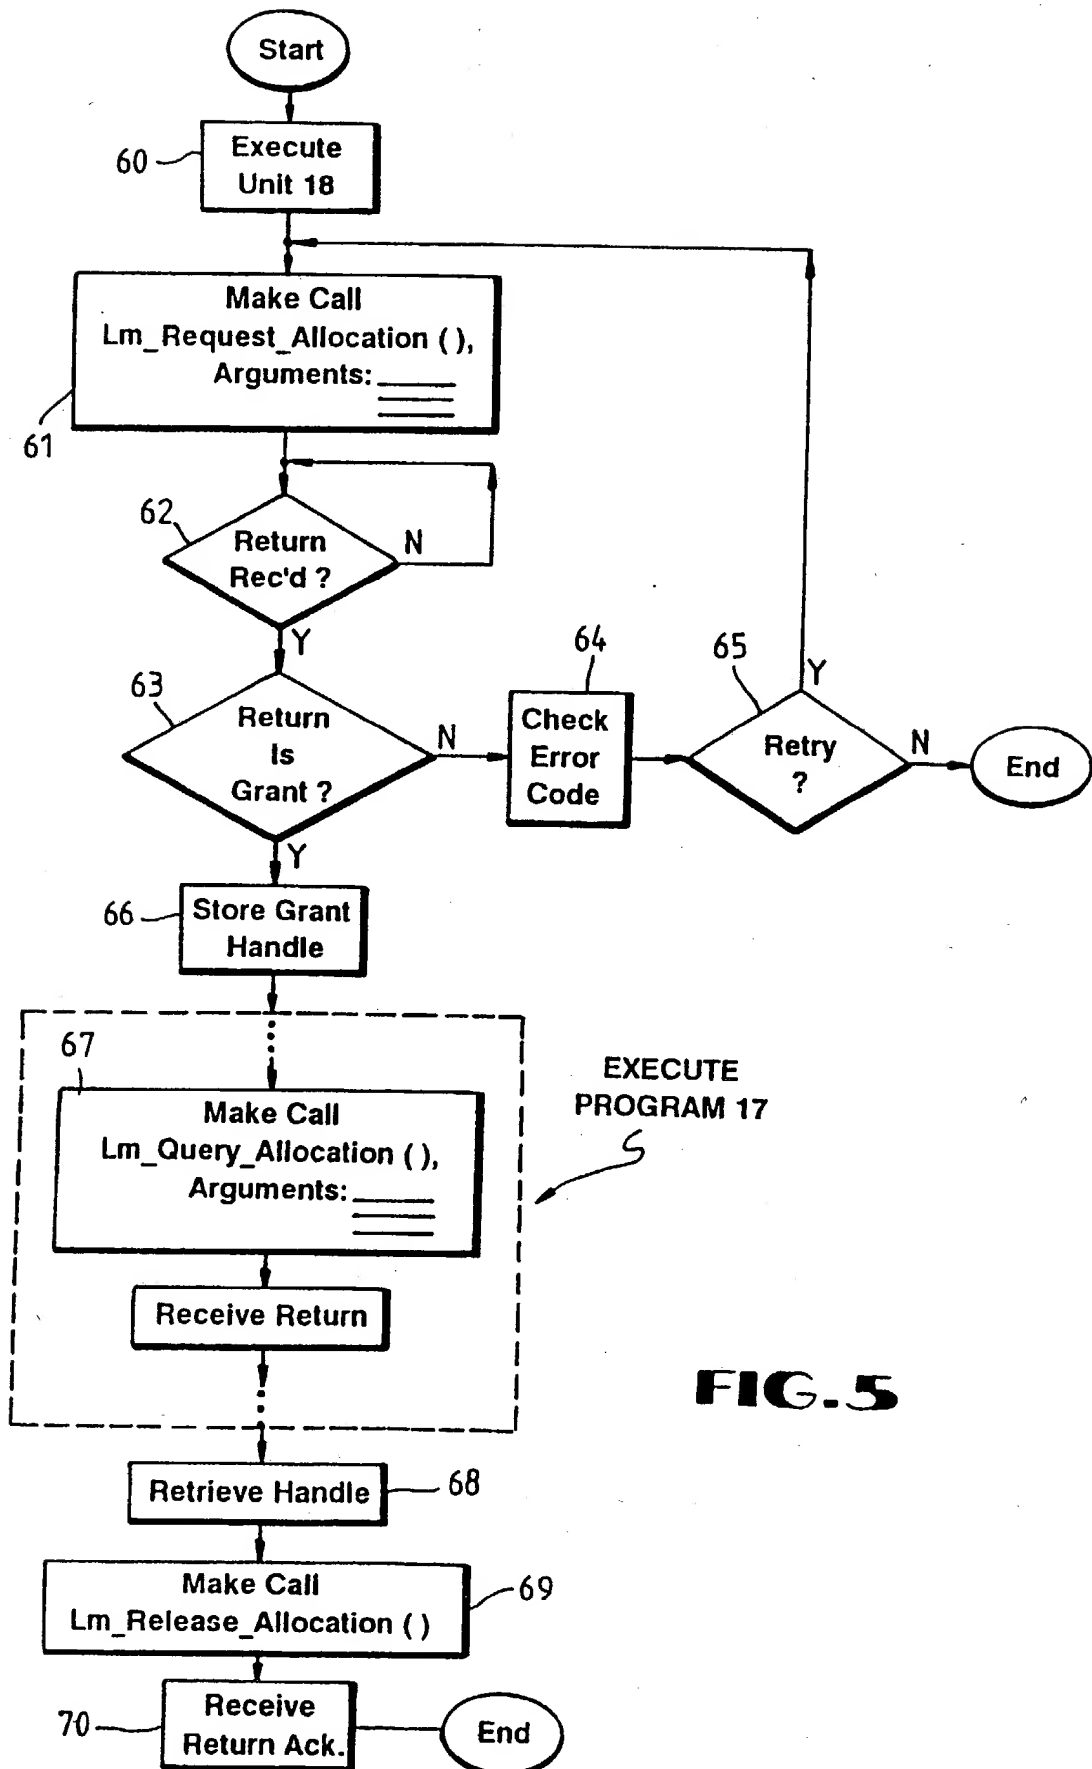 Start
60
Execute
Unit 18
Make Call
Lm_Request_Allocation ( ),
Arguments:
61
62
Return
Rec'd ?
N
Y
63
Return
Is
Grant ?
N
Y
64
Check
Error
Code
65
Retry
?
Y
N
End
66
Store Grant
Handle
67
Make Call
Lm_Query_Allocation ( ),
Arguments:
Receive Return
EXECUTE
PROGRAM 17
Retrieve Handle
68
Make Call
Lm_Release_Allocation ( )
69
70
Receive
Return Ack.
End
FIG.5